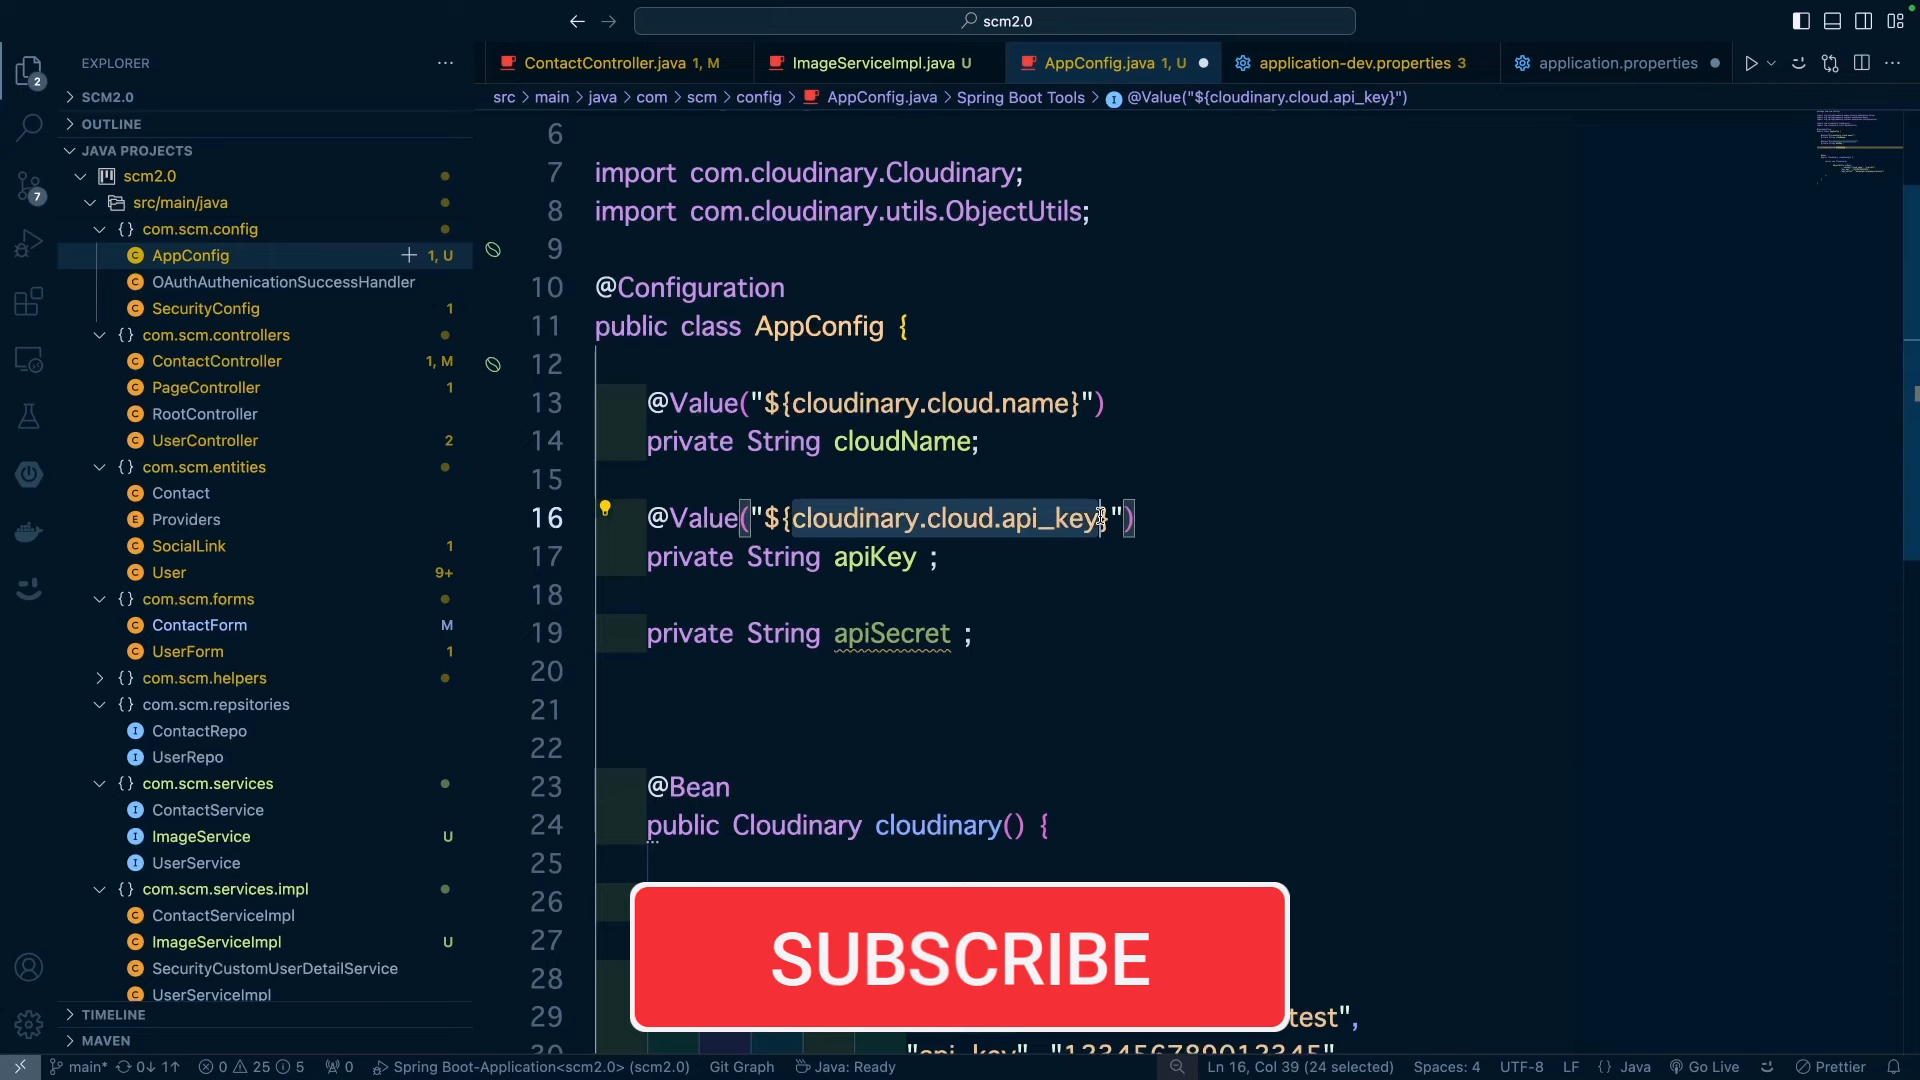 scm2.0
EXPLORER
ContactController.java 1, M
ImageServiceImpl.java U
AppConfig.java 1, U
application-dev.properties 3
application.properties
src > main > java > com > scm > config > AppConfig.java > Spring Boot Tools > @Value("${cloudinary.cloud.api_key}")
2
7
SCM2.0
OUTLINE
JAVA PROJECTS
scm2.0
src/main/java
{} com.scm.config
AppConfig 1, U
OAuthAuthenicationSuccessHandler
SecurityConfig 1
{} com.scm.controllers
ContactController 1, M
PageController 1
RootController
UserController 2
{} com.scm.entities
Contact
Providers
SocialLink 1
User 9+
{} com.scm.forms
ContactForm M
UserForm 1
{} com.scm.helpers
{} com.scm.repsitories
ContactRepo
UserRepo
{} com.scm.services
ContactService
ImageService U
UserService
{} com.scm.services.impl
ContactServiceImpl
ImageServiceImpl U
SecurityCustomUserDetailService
UserServiceImpl
TIMELINE
MAVEN
6
7 import com.cloudinary.Cloudinary;
8 import com.cloudinary.utils.ObjectUtils;
9
10 @Configuration
11 public class AppConfig {
12
13 @Value("${cloudinary.cloud.name}")
14 private String cloudName;
15
16 @Value("${cloudinary.cloud.api_key}")
17 private String apiKey ;
18
19 private String apiSecret ;
20
21
22
23 @Bean
24 public Cloudinary cloudinary() {
25
26
27
28
29 test",
30 "api_key", "123456789012345",
SUBSCRIBE
main* 0↓ 1↑ 0 25 5 0 Spring Boot-Application<scm2.0> (scm2.0) Git Graph Java: Ready Ln 16, Col 39 (24 selected) Spaces: 4 UTF-8 LF {} Java Go Live Prettier